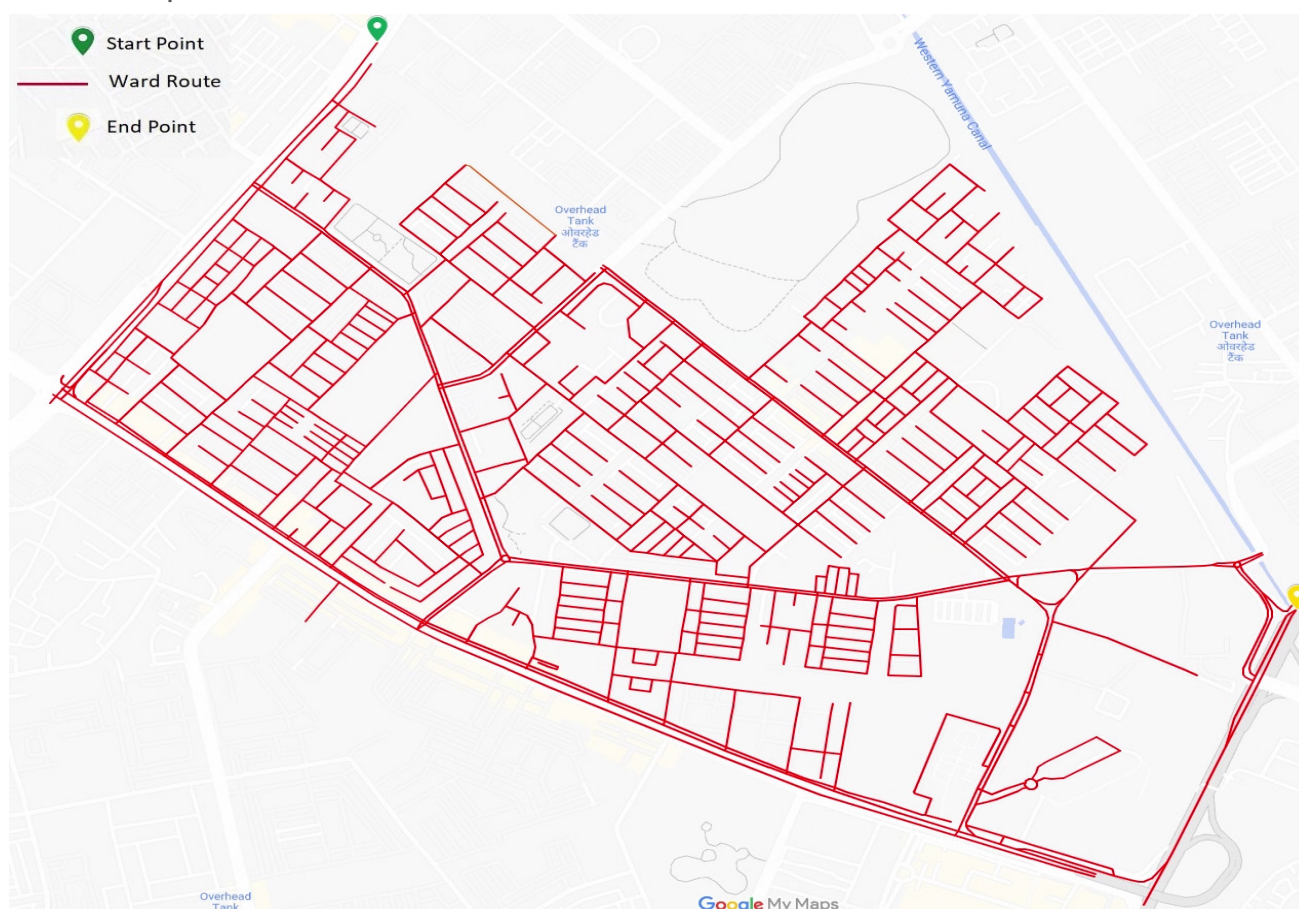 Start Point
Ward Route
End Point
Western Yamuna Canal
Overhead
Tank
ओवरहेड
टैंक
Overhead
Tank
ओवरहेड
टैंक
Overhead
Tank
Google My Maps